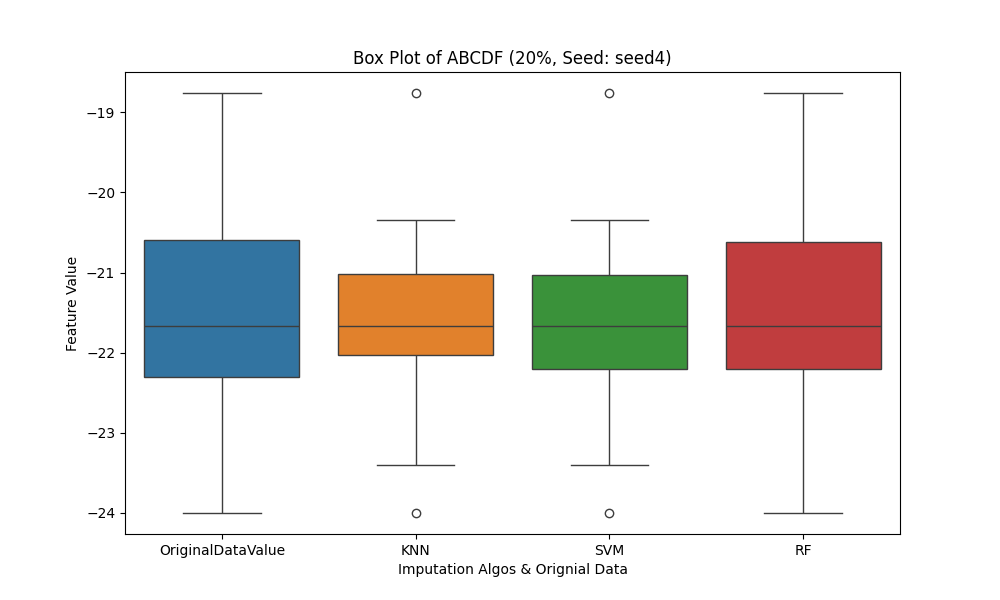 Box Plot of ABCDF (20%, Seed: seed4)
Feature Value
−19
−20
−21
−22
−23
−24
OriginalDataValue KNN SVM RF
Imputation Algos & Orignial Data